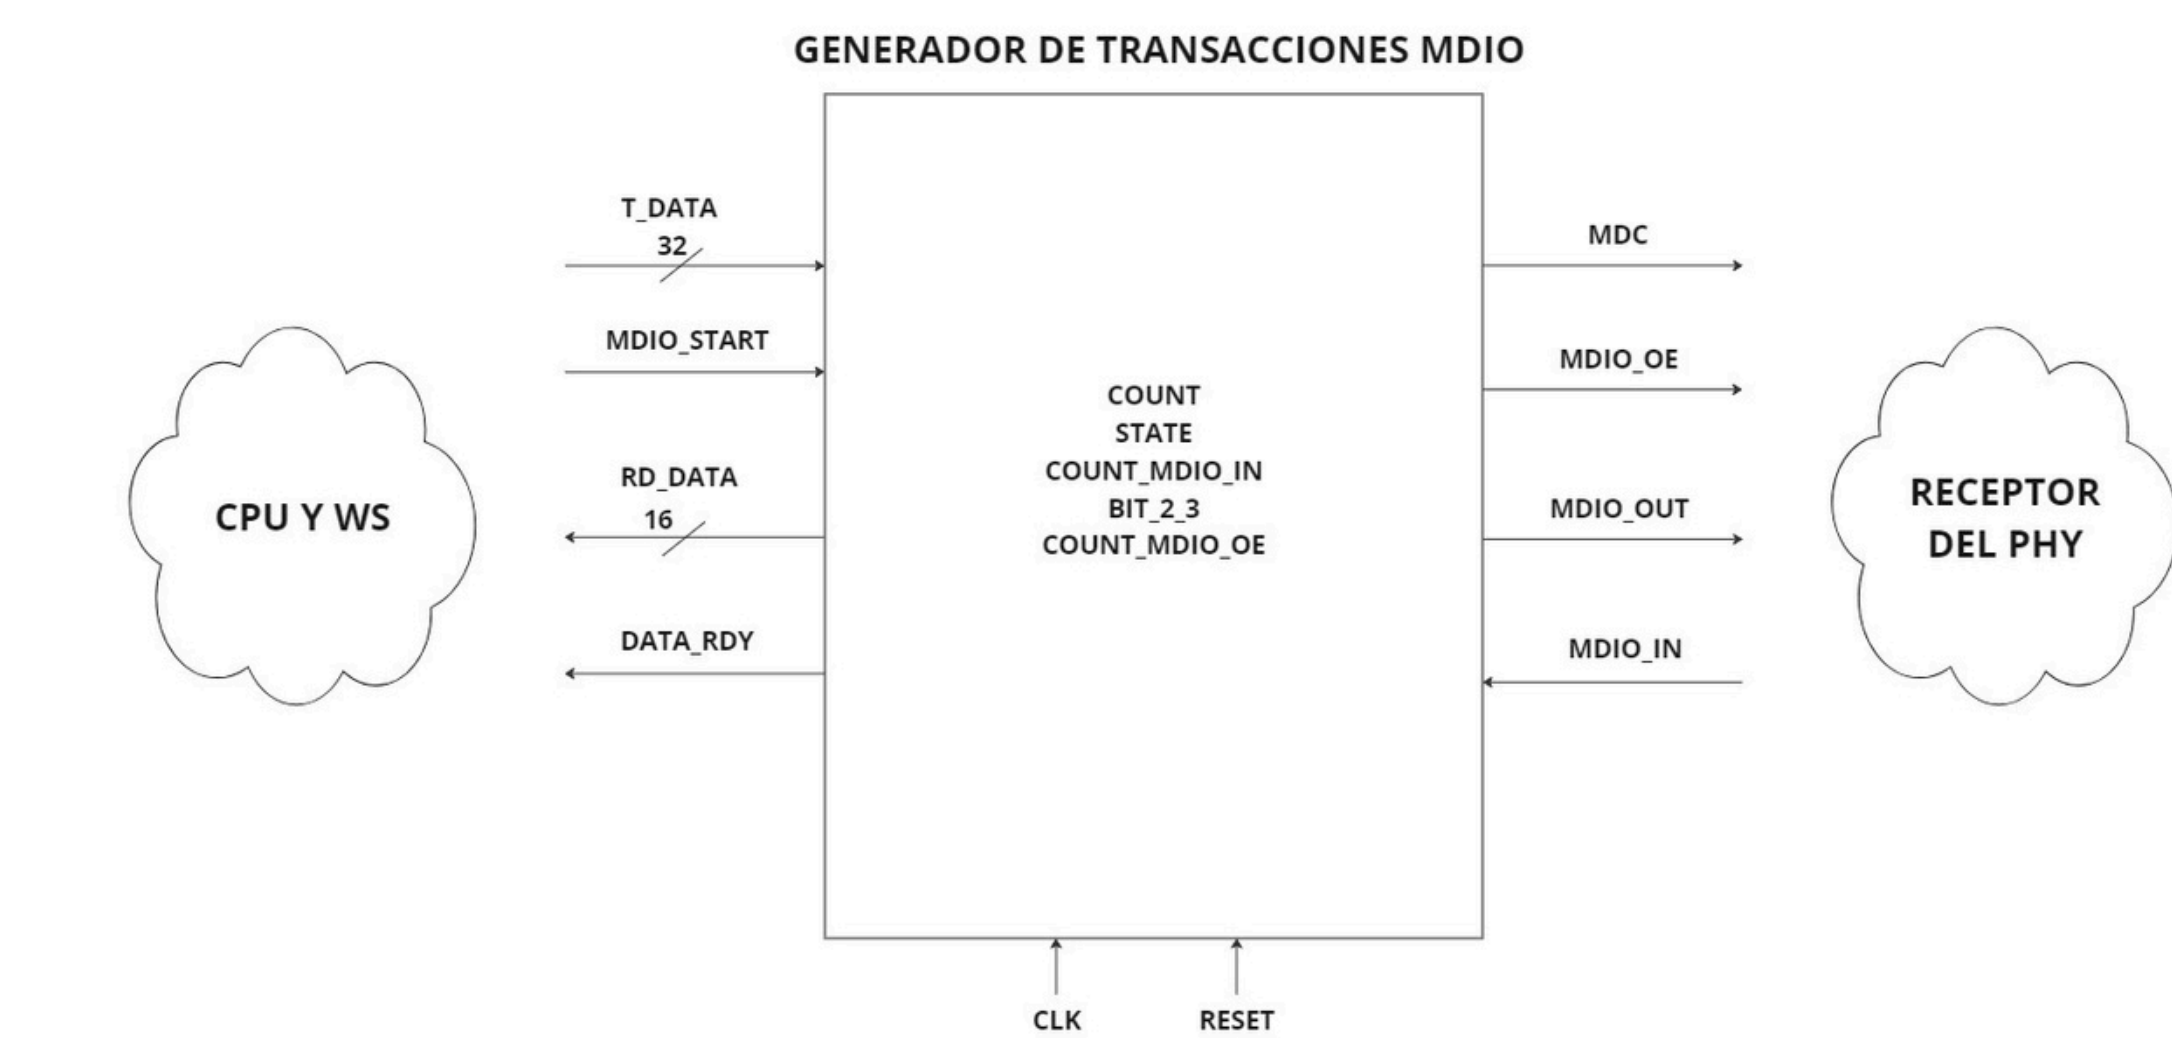 GENERADOR DE TRANSACCIONES MDIO
T_DATA
32
MDIO_START
RD_DATA
16
DATA_RDY
CPU Y WS
COUNT
STATE
COUNT_MDIO_IN
BIT_2_3
COUNT_MDIO_OE
MDC
MDIO_OE
MDIO_OUT
MDIO_IN
RECEPTOR
DEL PHY
CLK
RESET